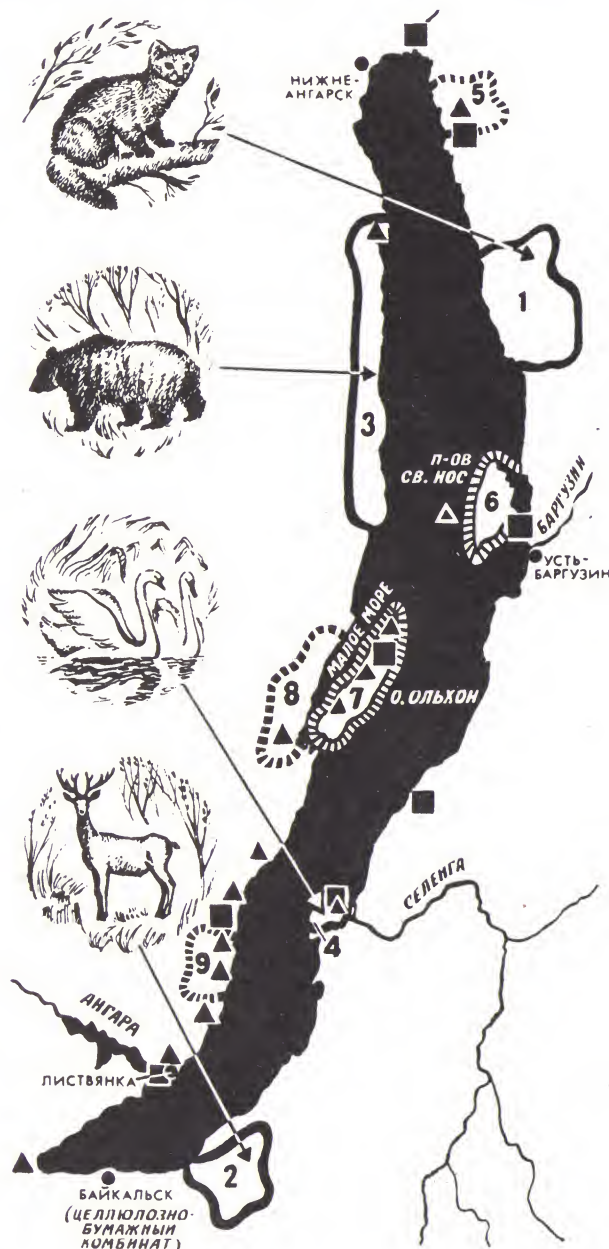 НИЖНЕ-
АНГАРСК
5
1
3
П-ОВ
СВ. НОС
6
БАРГУЗИН
УСТЬ-
БАРГУЗИН
МАЛОЕ МОРЕ
8
7
О. ОЛЬХОН
СЕЛЕНГА
4
9
АНГАРА
ЛИСТВЯНКА
2
БАЙКАЛЬСК
(ЦЕЛЛЮЛОЗНО-
БУМАЖНЫЙ
КОМБИНАТ)